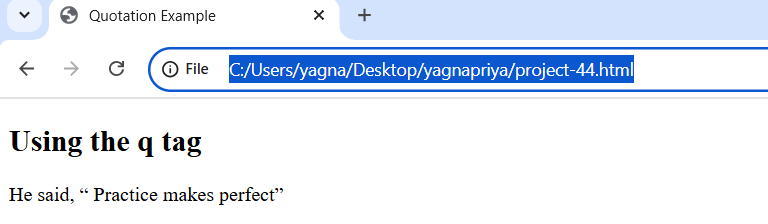 Quotation Example
File C:/Users/yagna/Desktop/yagnapriya/project-44.html
Using the q tag
He said, “ Practice makes perfect”